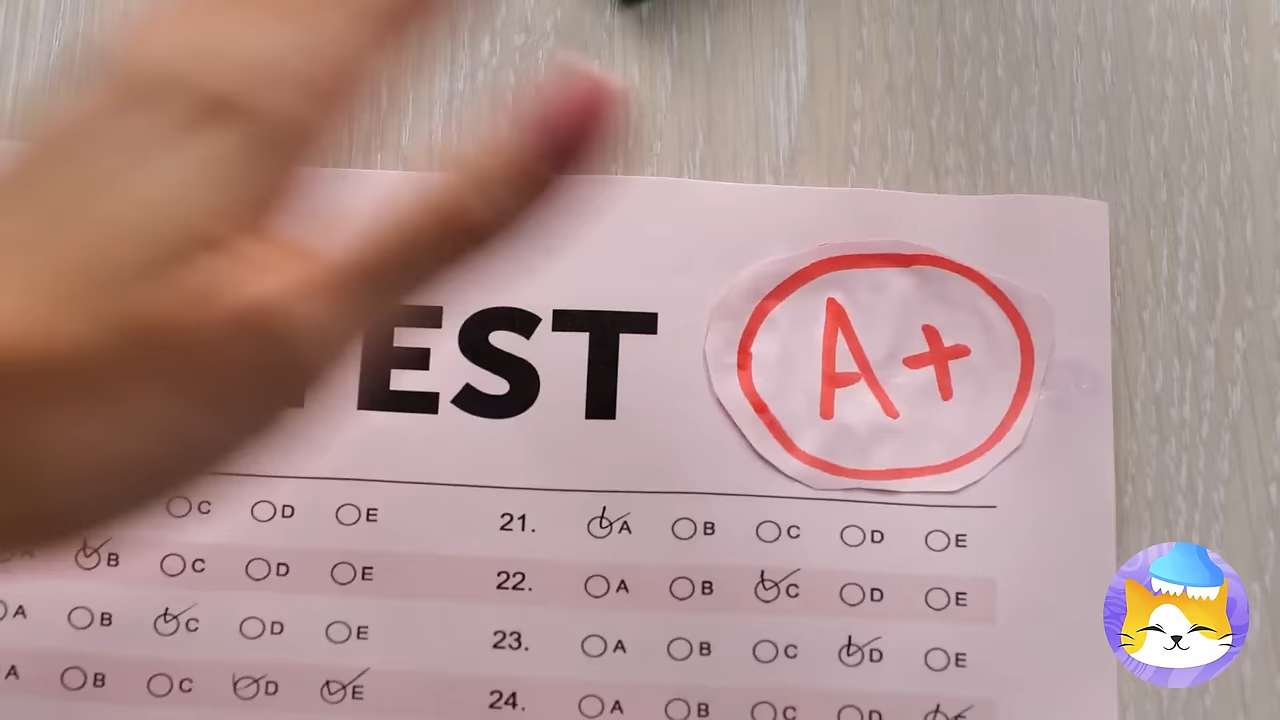 EST A+
C D E 21. A B C D E
A B C D E 22. A B C D E
A B C D E 23. A B C D E
A B C D E 24. A B C D E